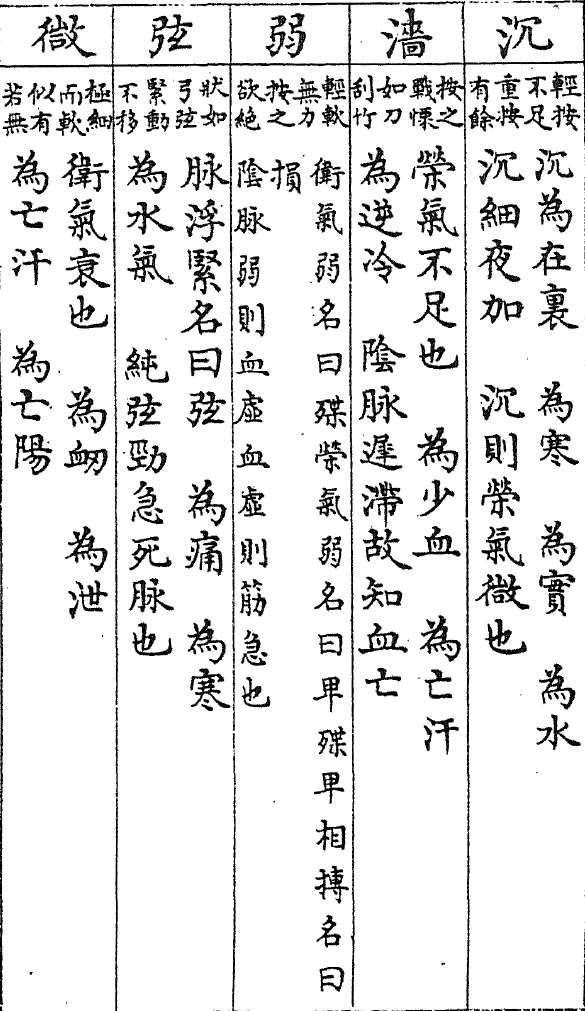 沉
輕按
不足
重按
有餘
沉為在裏　為寒　為實　為水
沉細夜加　沉則榮氣微也
濇
按之
戰慄
如刀
刮竹
榮氣不足也　為少血　為亡汗
為逆冷　陰脉遲滯故知血亡
弱
輕軟
無力
按之
欲絶
衛氣弱名曰殜榮氣弱名曰卑殜卑相摶名曰
損
陰脉弱則血虛血虛則筋急也
弦
狀如
弓弦
緊動
不移
脉浮緊名曰弦　為痛　為寒
為水氣　純弦勁急死脉也
微
極細
而軟
似有
若無
衛氣衰也　為衂　為泄
為亡汗　為亡陽